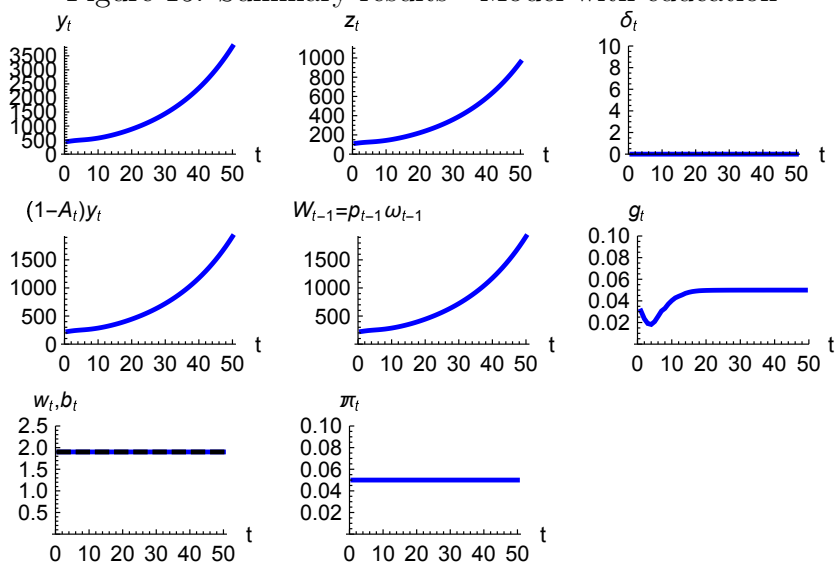 Figure Summary results - Model with education
y_t z_t δ_t
3500 1000 10
3000 800 8
2500 600 6
2000 400 4
1500 200 2
1000 0 0
500
0
0 10 20 30 40 50 t 0 10 20 30 40 50 t 0 10 20 30 40 50 t
(1−A_t)y_t W_{t−1}=p_{t−1}ω_{t−1} g_t
1500 1500 0.10
1000 1000 0.08
500 500 0.06
0 0.04
0.02
0 10 20 30 40 50 t 0 10 20 30 40 50 t 0 10 20 30 40 50 t
w_t,b_t π_t
2.5 0.10
2.0 0.08
1.5 0.06
1.0 0.04
0.5 0.02
0 10 20 30 40 50 t 0 10 20 30 40 50 t